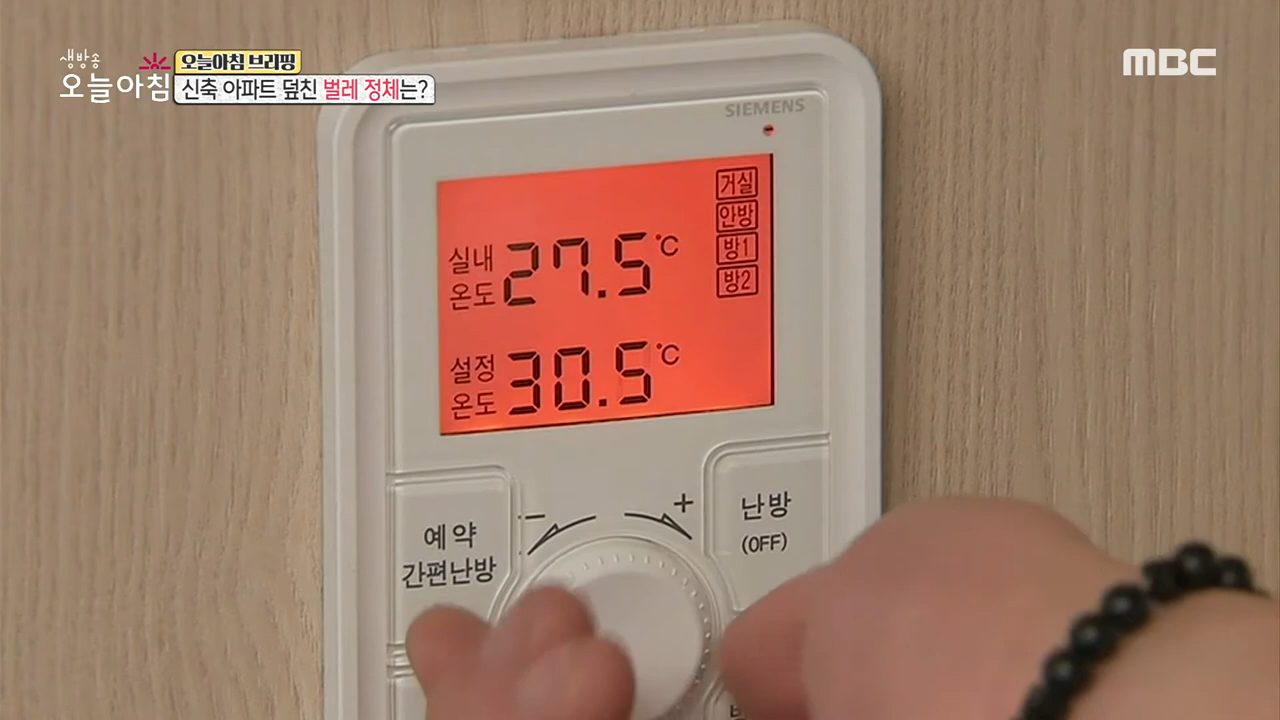 생방송
오늘아침
오늘아침 브리핑
신축 아파트 덮친 벌레 정체는?
MBC
SIEMENS
거실
안방
방1
방2
실내
온도
27.5℃
설정
온도
30.5℃
예약
간편난방
− +
난방
(OFF)